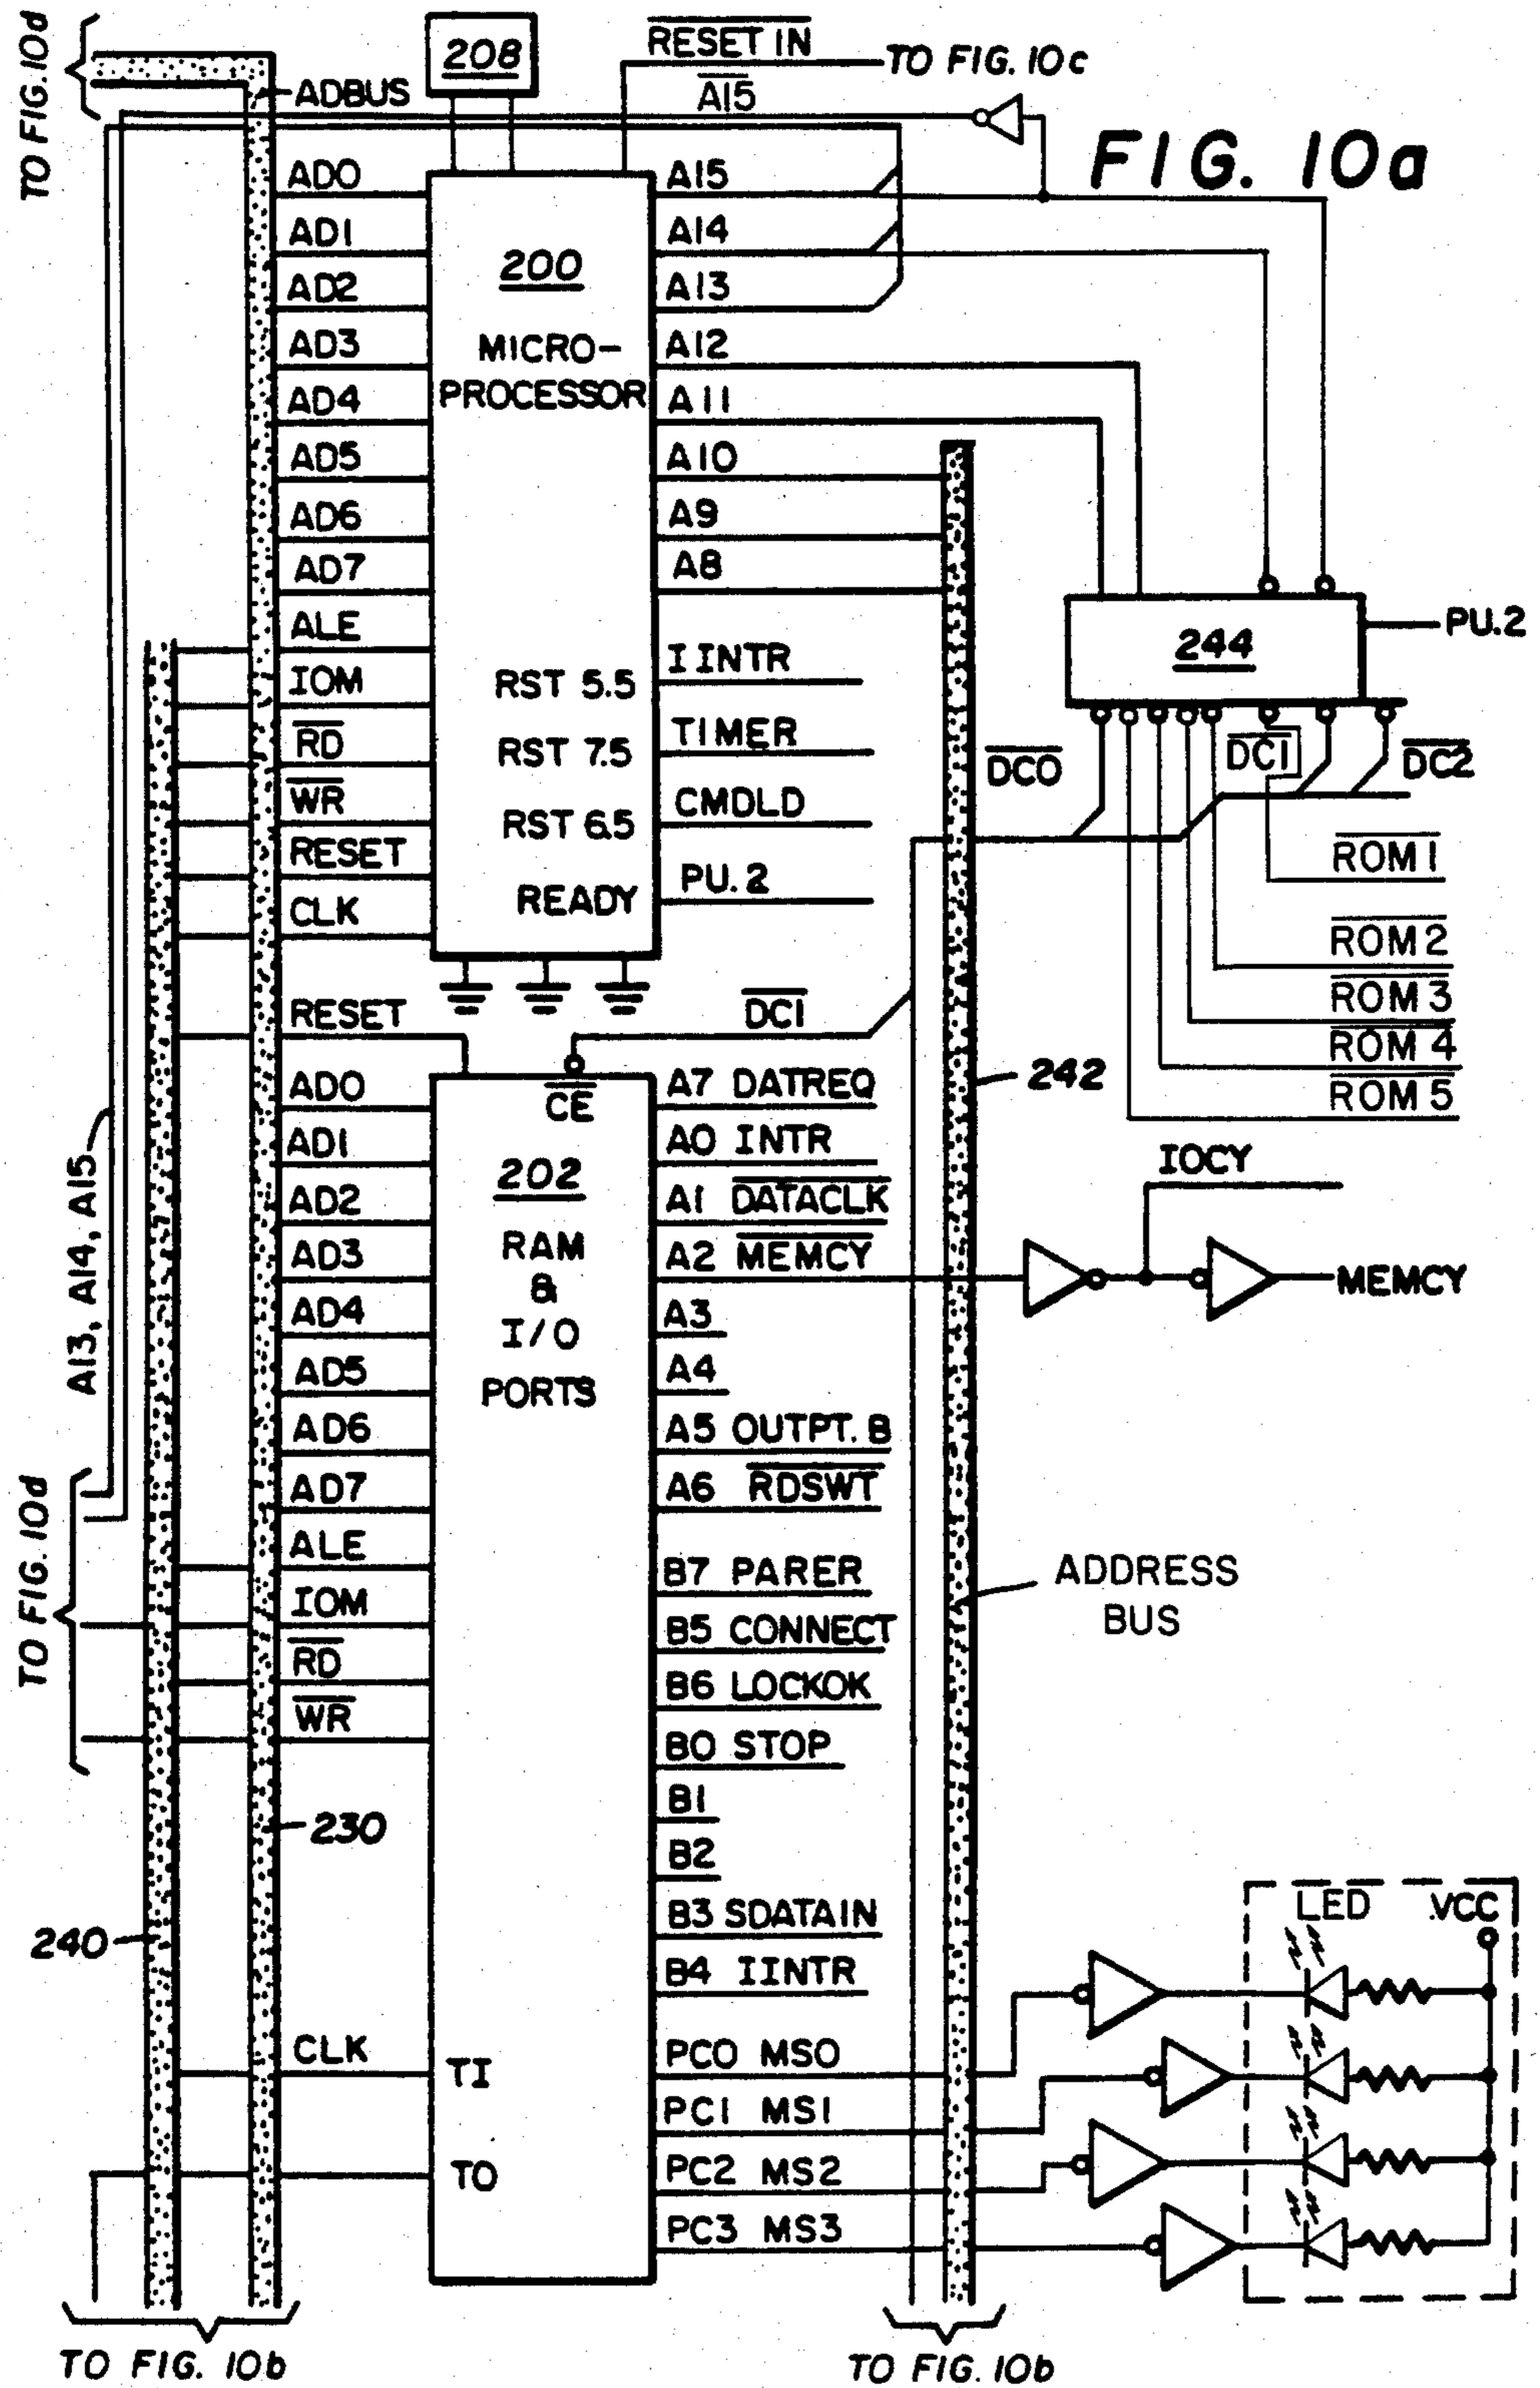 TO FIG. 10d
208
RESET IN
TO FIG. 10c
ADBUS
A15
FIG. 10a
AD0
AD1
AD2
AD3
AD4
AD5
AD6
AD7
ALE
IOM
RD
WR
RESET
CLK
200
MICRO-
PROCESSOR
RST 5.5
RST 7.5
RST 6.5
READY
A15
A14
A13
A12
A11
A10
A9
A8
I INTR
TIMER
CMDLD
PU.2
244
PU.2
DC0
DC1
DC2
ROM 1
ROM 2
ROM 3
ROM 4
ROM 5
RESET
DC1
242
CE
AD0
AD1
AD2
AD3
AD4
AD5
AD6
AD7
ALE
IOM
RD
WR
202
RAM
&
I/O
PORTS
A7 DATREQ
A0 INTR
A1 DATACLK
A2 MEMCY
A3
A4
A5 OUTPT. B
A6 RDSWT
B7 PARER
B5 CONNECT
B6 LOCKOK
B0 STOP
B1
B2
B3 SDATAIN
B4 IINTR
PC0 MS0
PC1 MS1
PC2 MS2
PC3 MS3
IOCY
MEMCY
A13, A14, A15
TO FIG. 10d
ADDRESS
BUS
230
240
LED
VCC
CLK
TI
TO
TO FIG. 10b
TO FIG. 10b